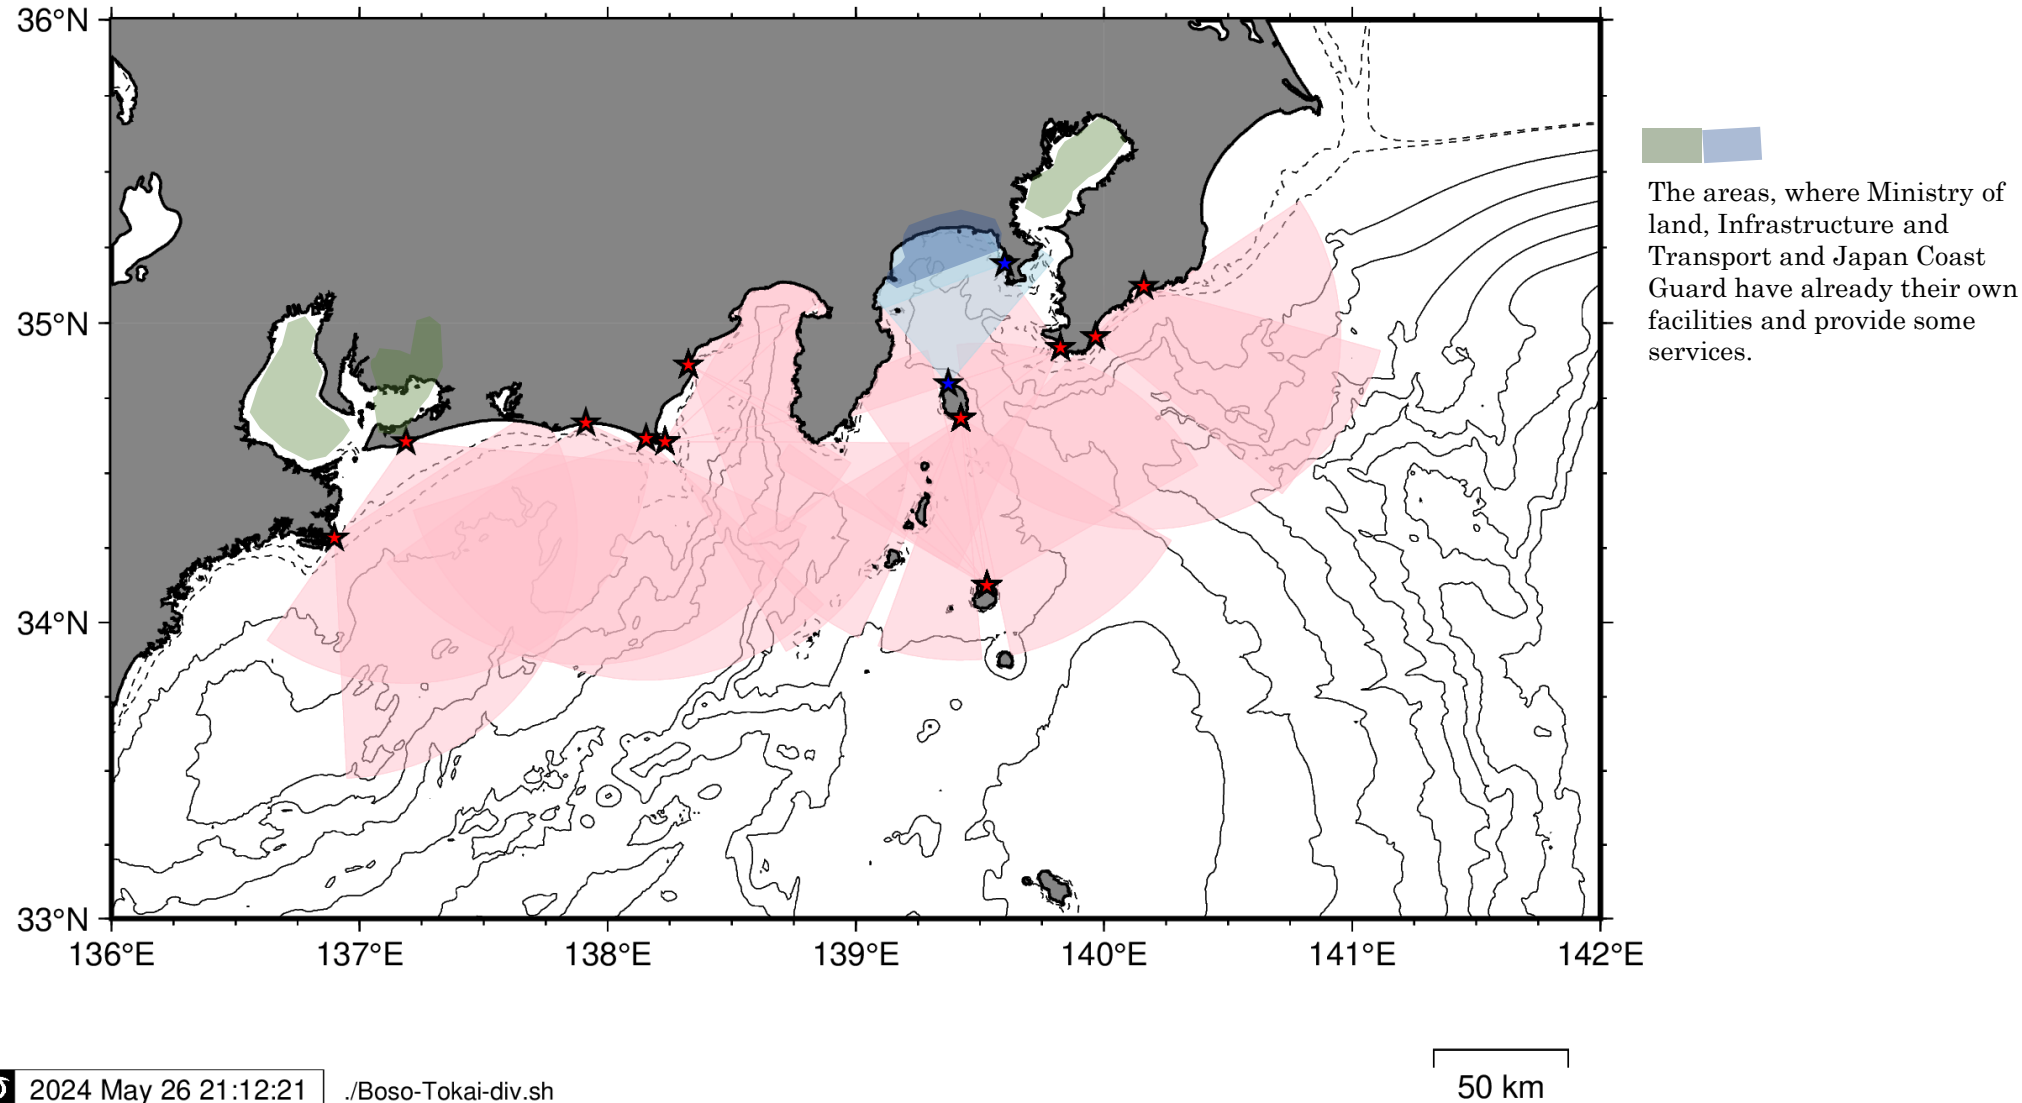 36°N
35°N
34°N
33°N
136°E 137°E 138°E 139°E 140°E 141°E 142°E
The areas, where Ministry of
land, Infrastructure and
Transport and Japan Coast
Guard have already their own
facilities and provide some
services.
50 km
2024 May 26 21:12:21 ./Boso-Tokai-div.sh